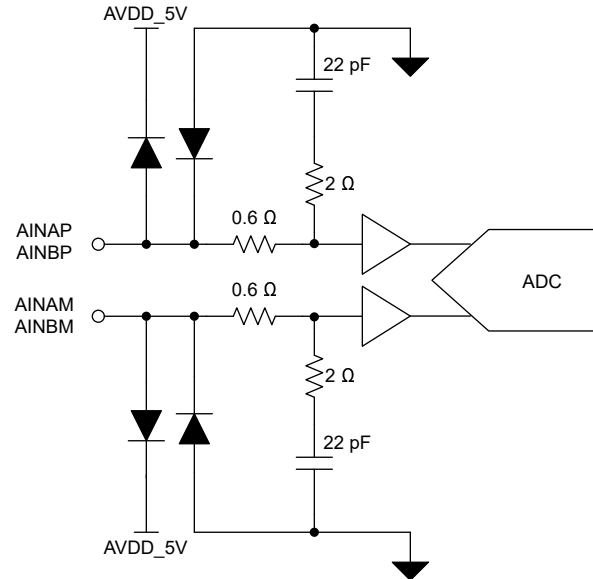 AVDD_5V
22 pF
2 Ω
0.6 Ω
AINAP
AINBP
ADC
0.6 Ω
AINAM
AINBM
2 Ω
22 pF
AVDD_5V